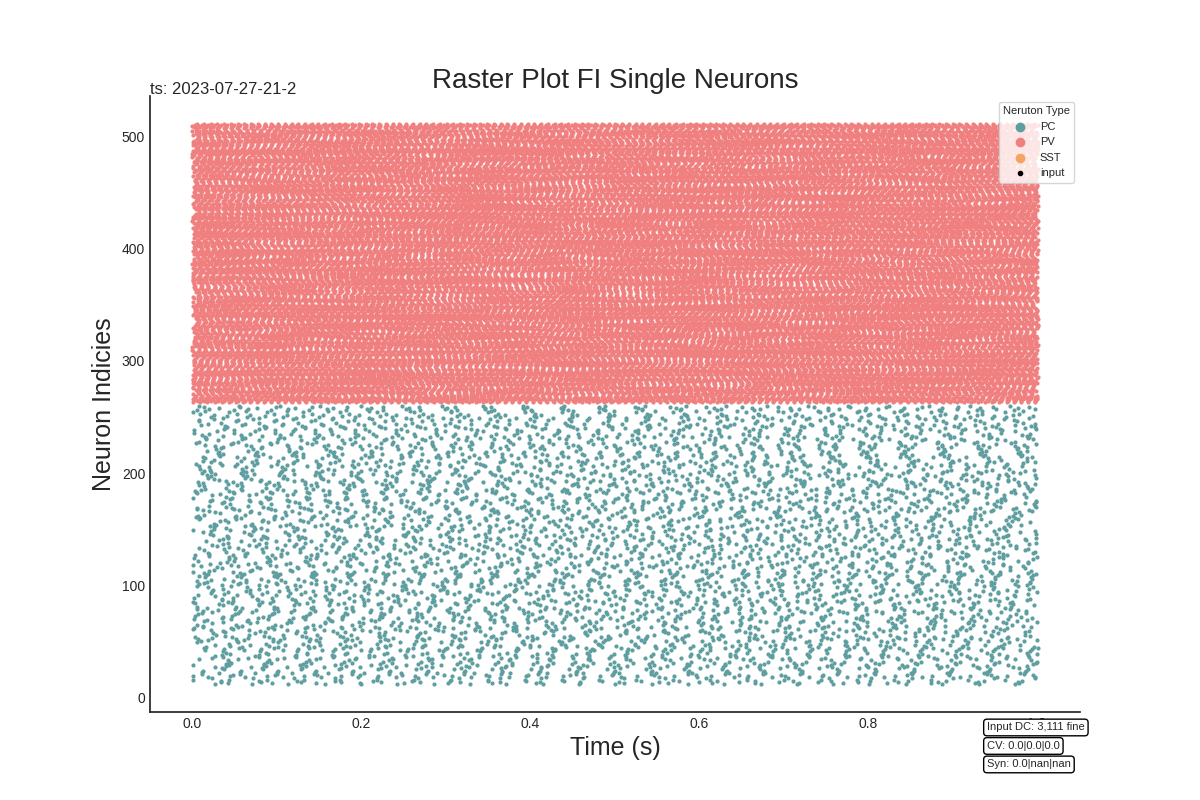 Raster Plot FI Single Neurons
ts: 2023-07-27-21-2
Neruton Type
PC
PV
SST
input
500
400
300
200
100
0
Neuron Indicies
0.0 0.2 0.4 0.6 0.8
Time (s)
Input DC: 3,111 fine
CV: 0.0|0.0|0.0
Syn: 0.0|nan|nan